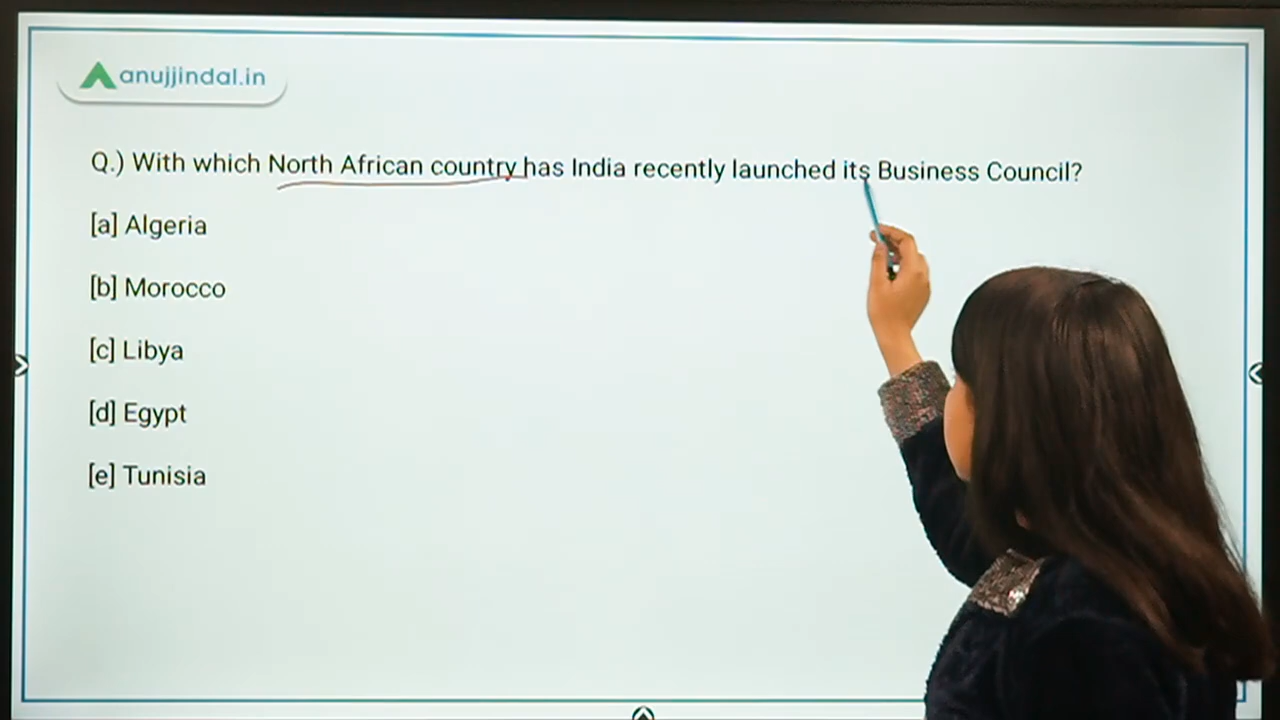 anujjindal.in
Q.) With which North African country has India recently launched its Business Council?
[a] Algeria
[b] Morocco
[c] Libya
[d] Egypt
[e] Tunisia